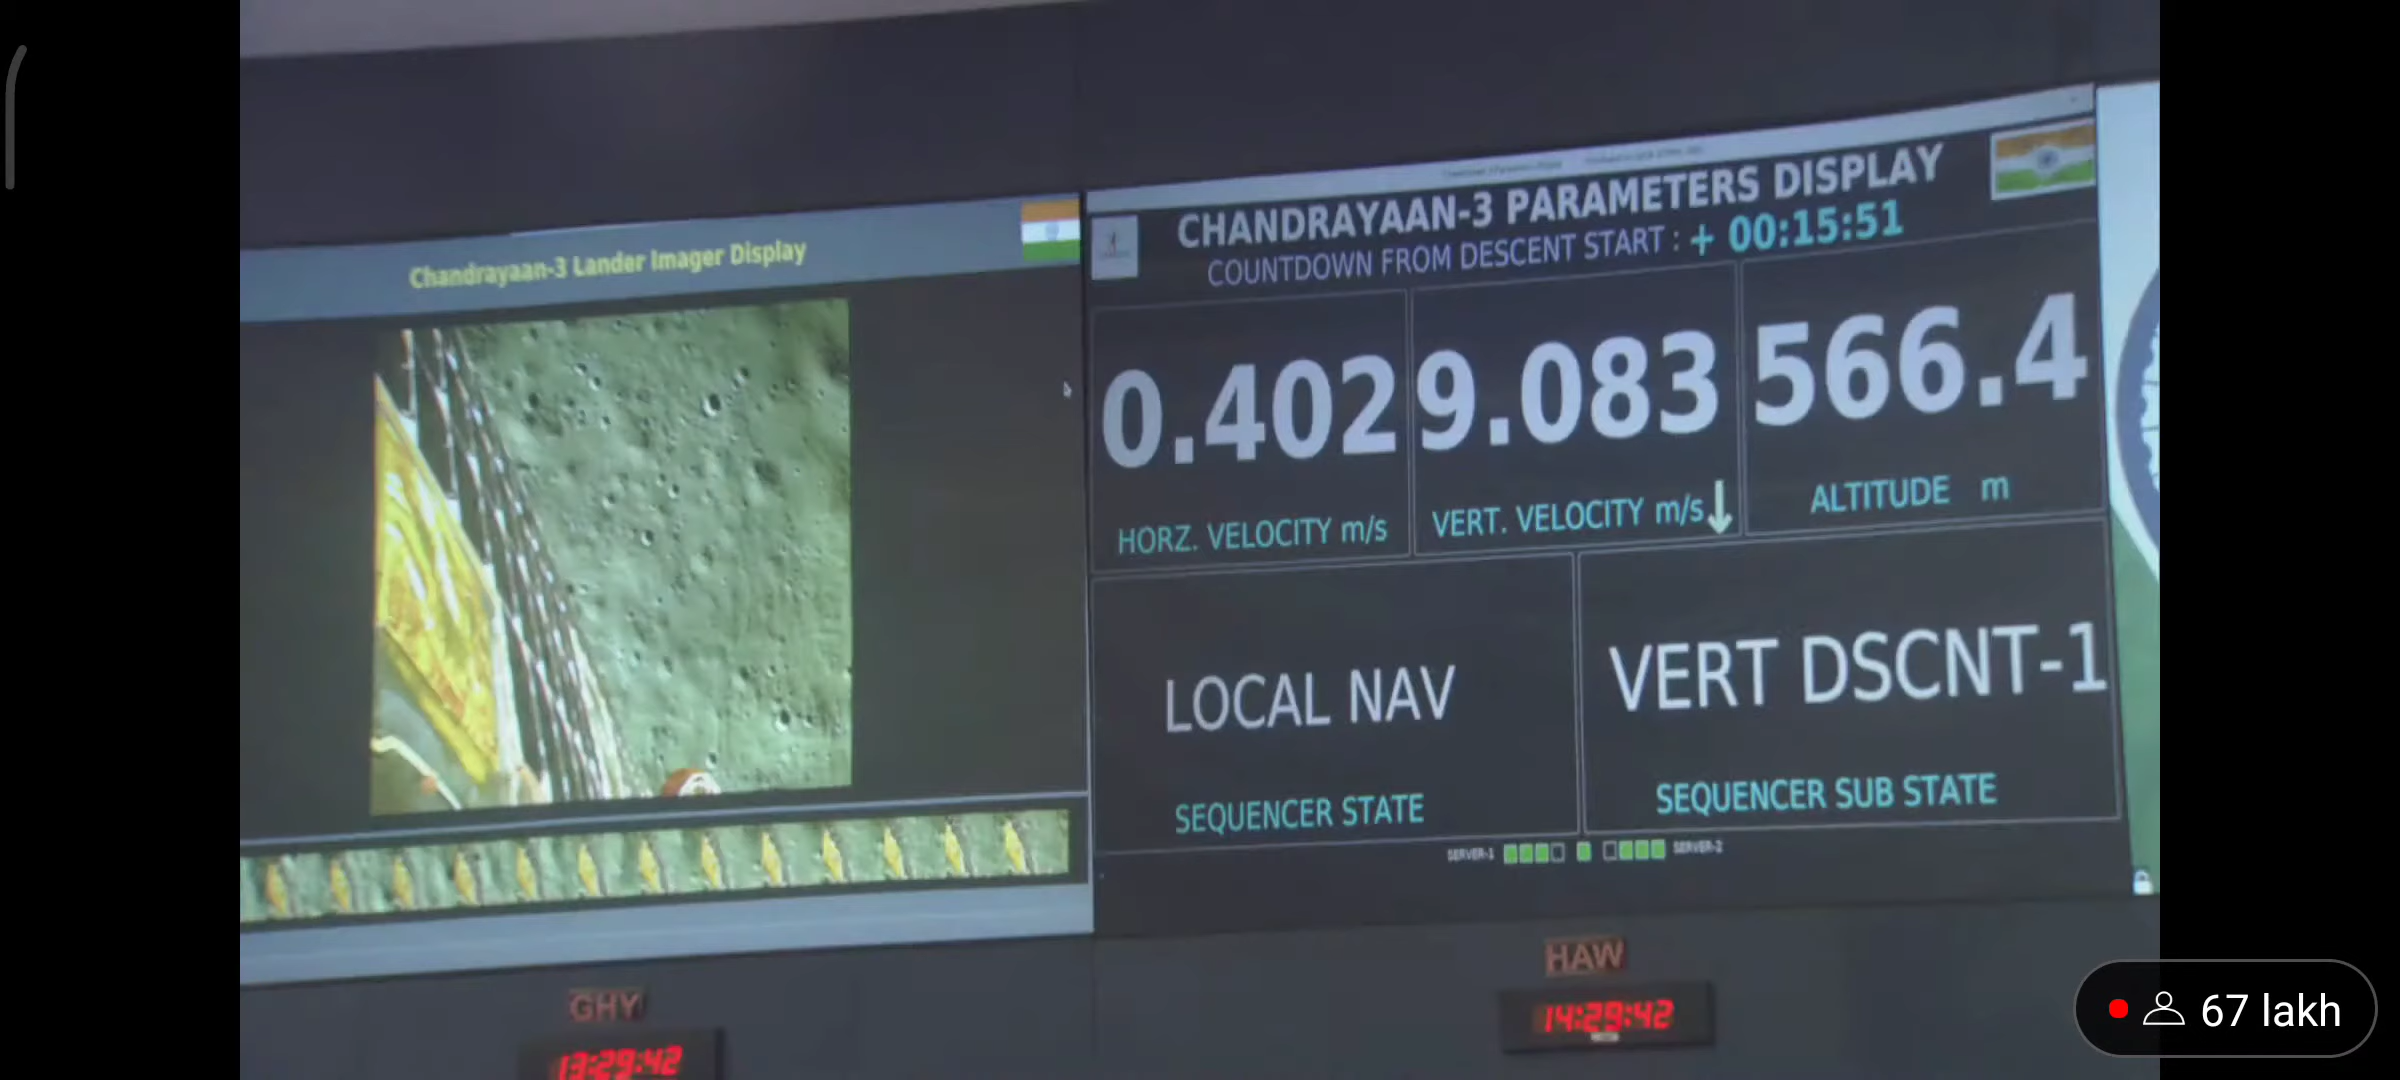 Chandrayaan-3 Lander Imager Display
CHANDRAYAAN-3 PARAMETERS DISPLAY
COUNTDOWN FROM DESCENT START : + 00:15:51
0.402
HORZ. VELOCITY m/s
9.083
VERT. VELOCITY m/s
566.4
ALTITUDE m
LOCAL NAV
SEQUENCER STATE
VERT DSCNT-1
SEQUENCER SUB STATE
SERVER-1
SERVER-2
GHY
13:29:42
HAW
14:29:42
67 lakh